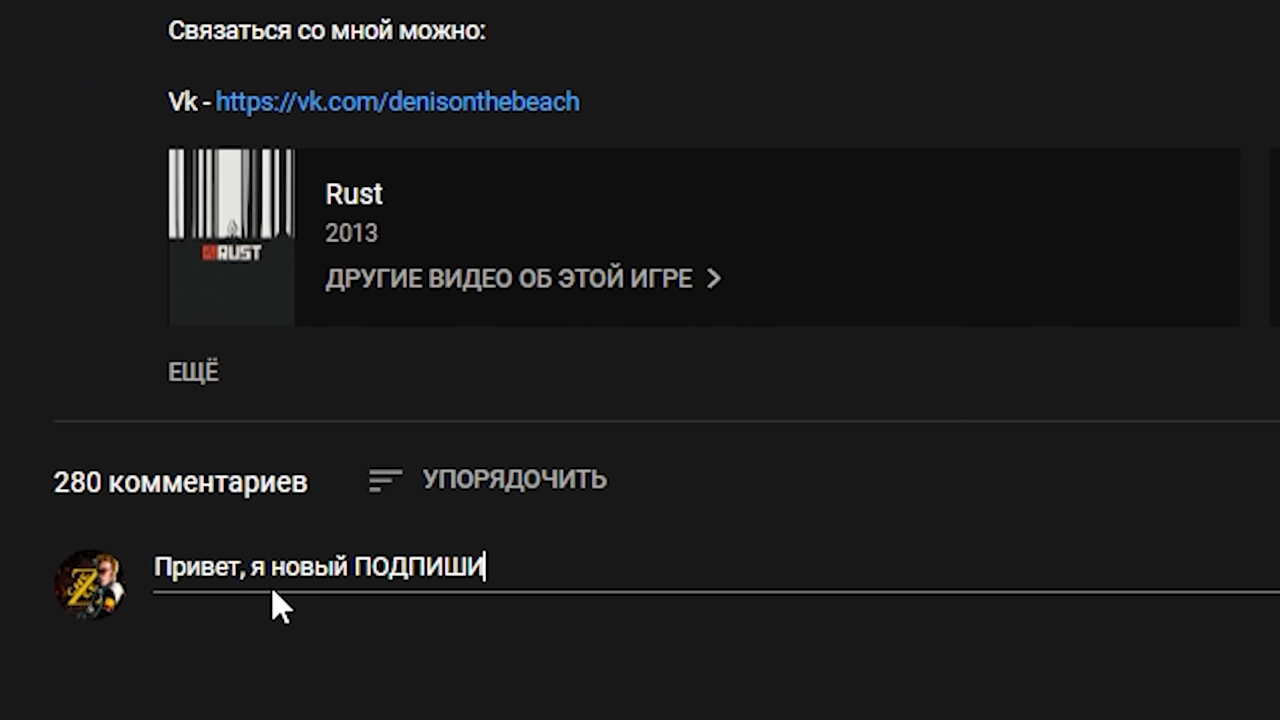 Связаться со мной можно:
Vk - https://vk.com/denisonthebeach
Rust
2013
RUST
ДРУГИЕ ВИДЕО ОБ ЭТОЙ ИГРЕ
ЕЩЁ
280 комментариев
УПОРЯДОЧИТЬ
Привет, я новый ПОДПИШИ